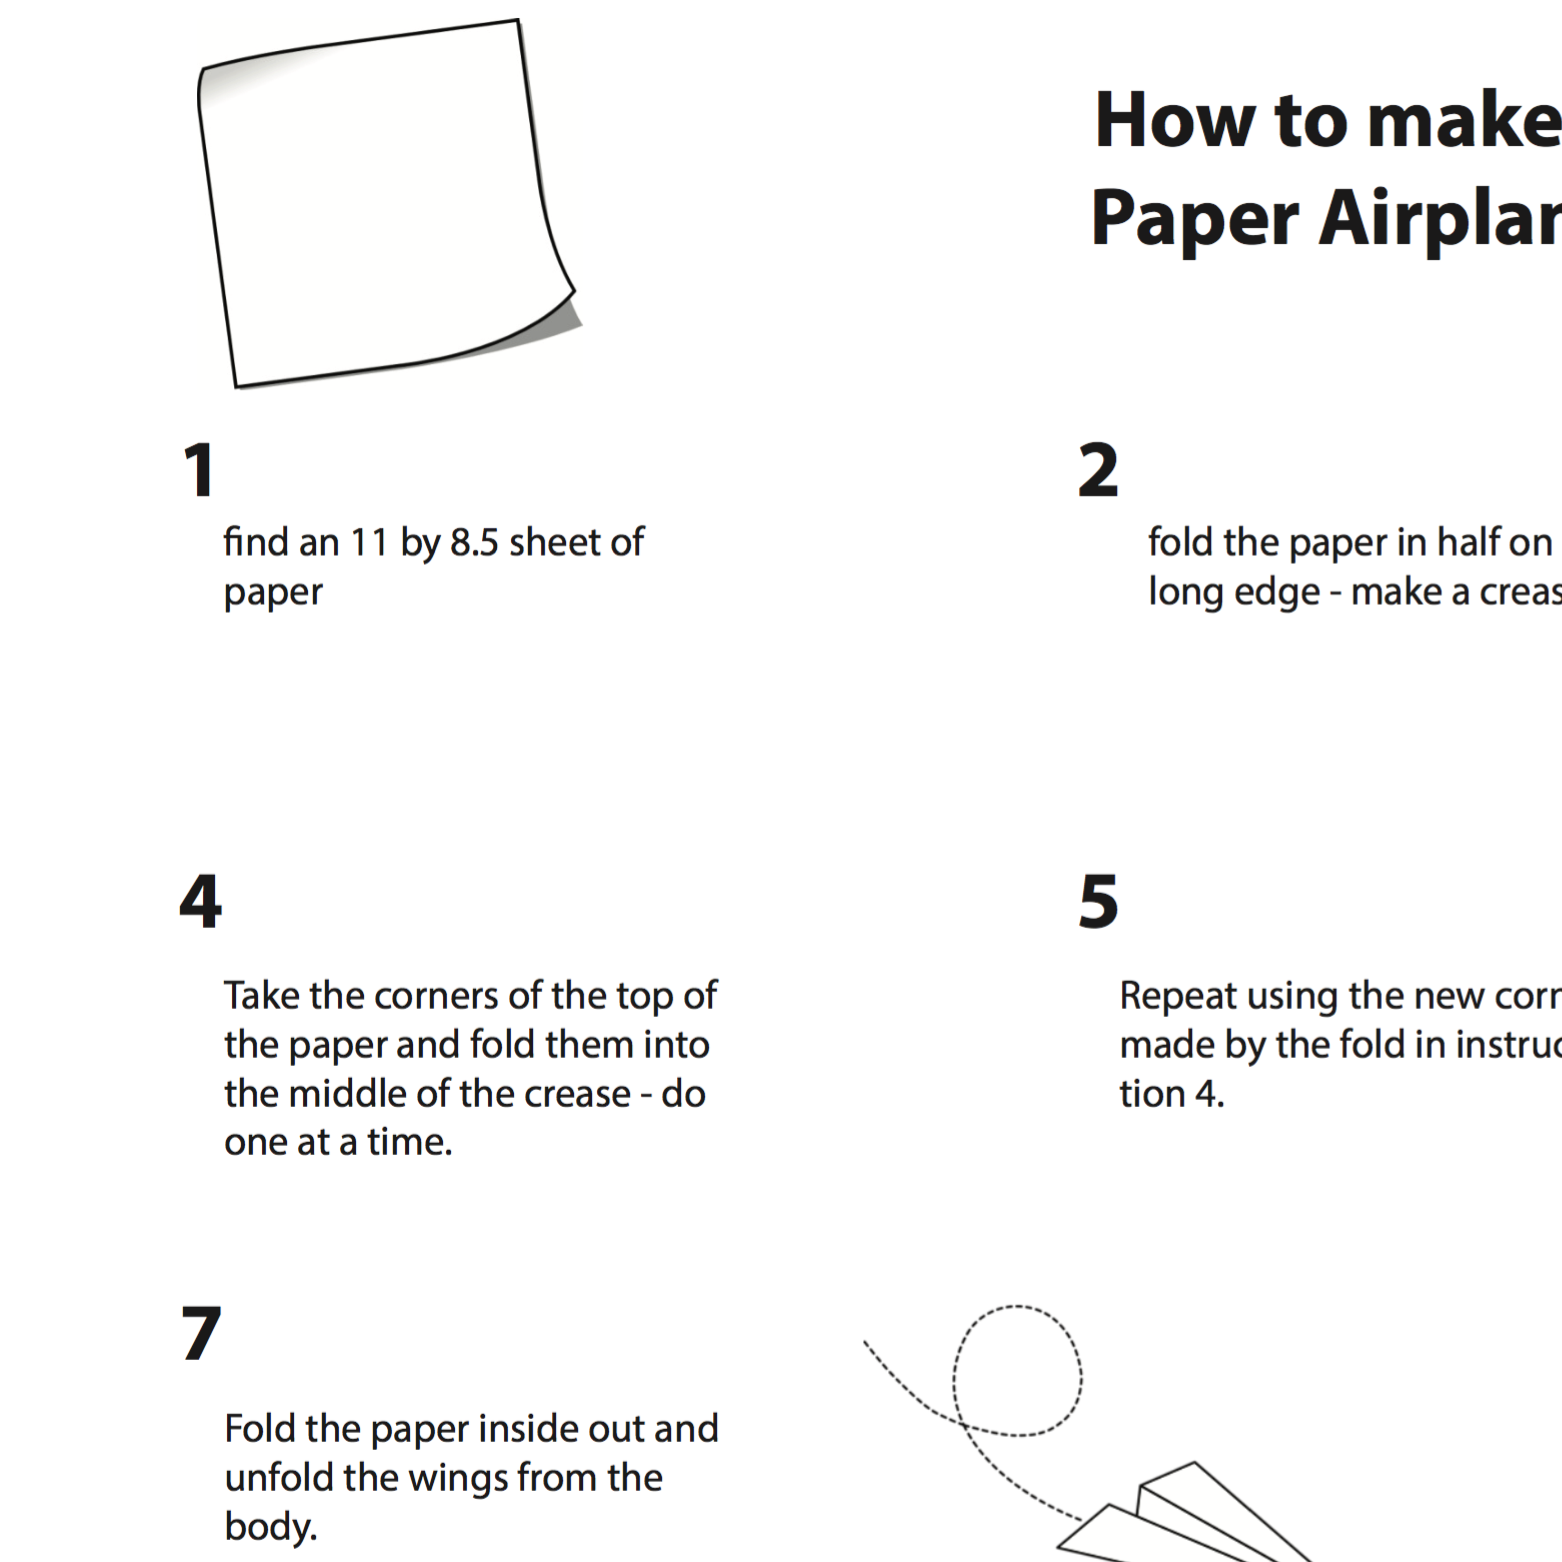 How to make
Paper Airplan
1
find an 11 by 8.5 sheet of
paper
2
fold the paper in half on
long edge - make a creas
4
Take the corners of the top of
the paper and fold them into
the middle of the crease - do
one at a time.
5
Repeat using the new corn
made by the fold in instruc
tion 4.
7
Fold the paper inside out and
unfold the wings from the
body.